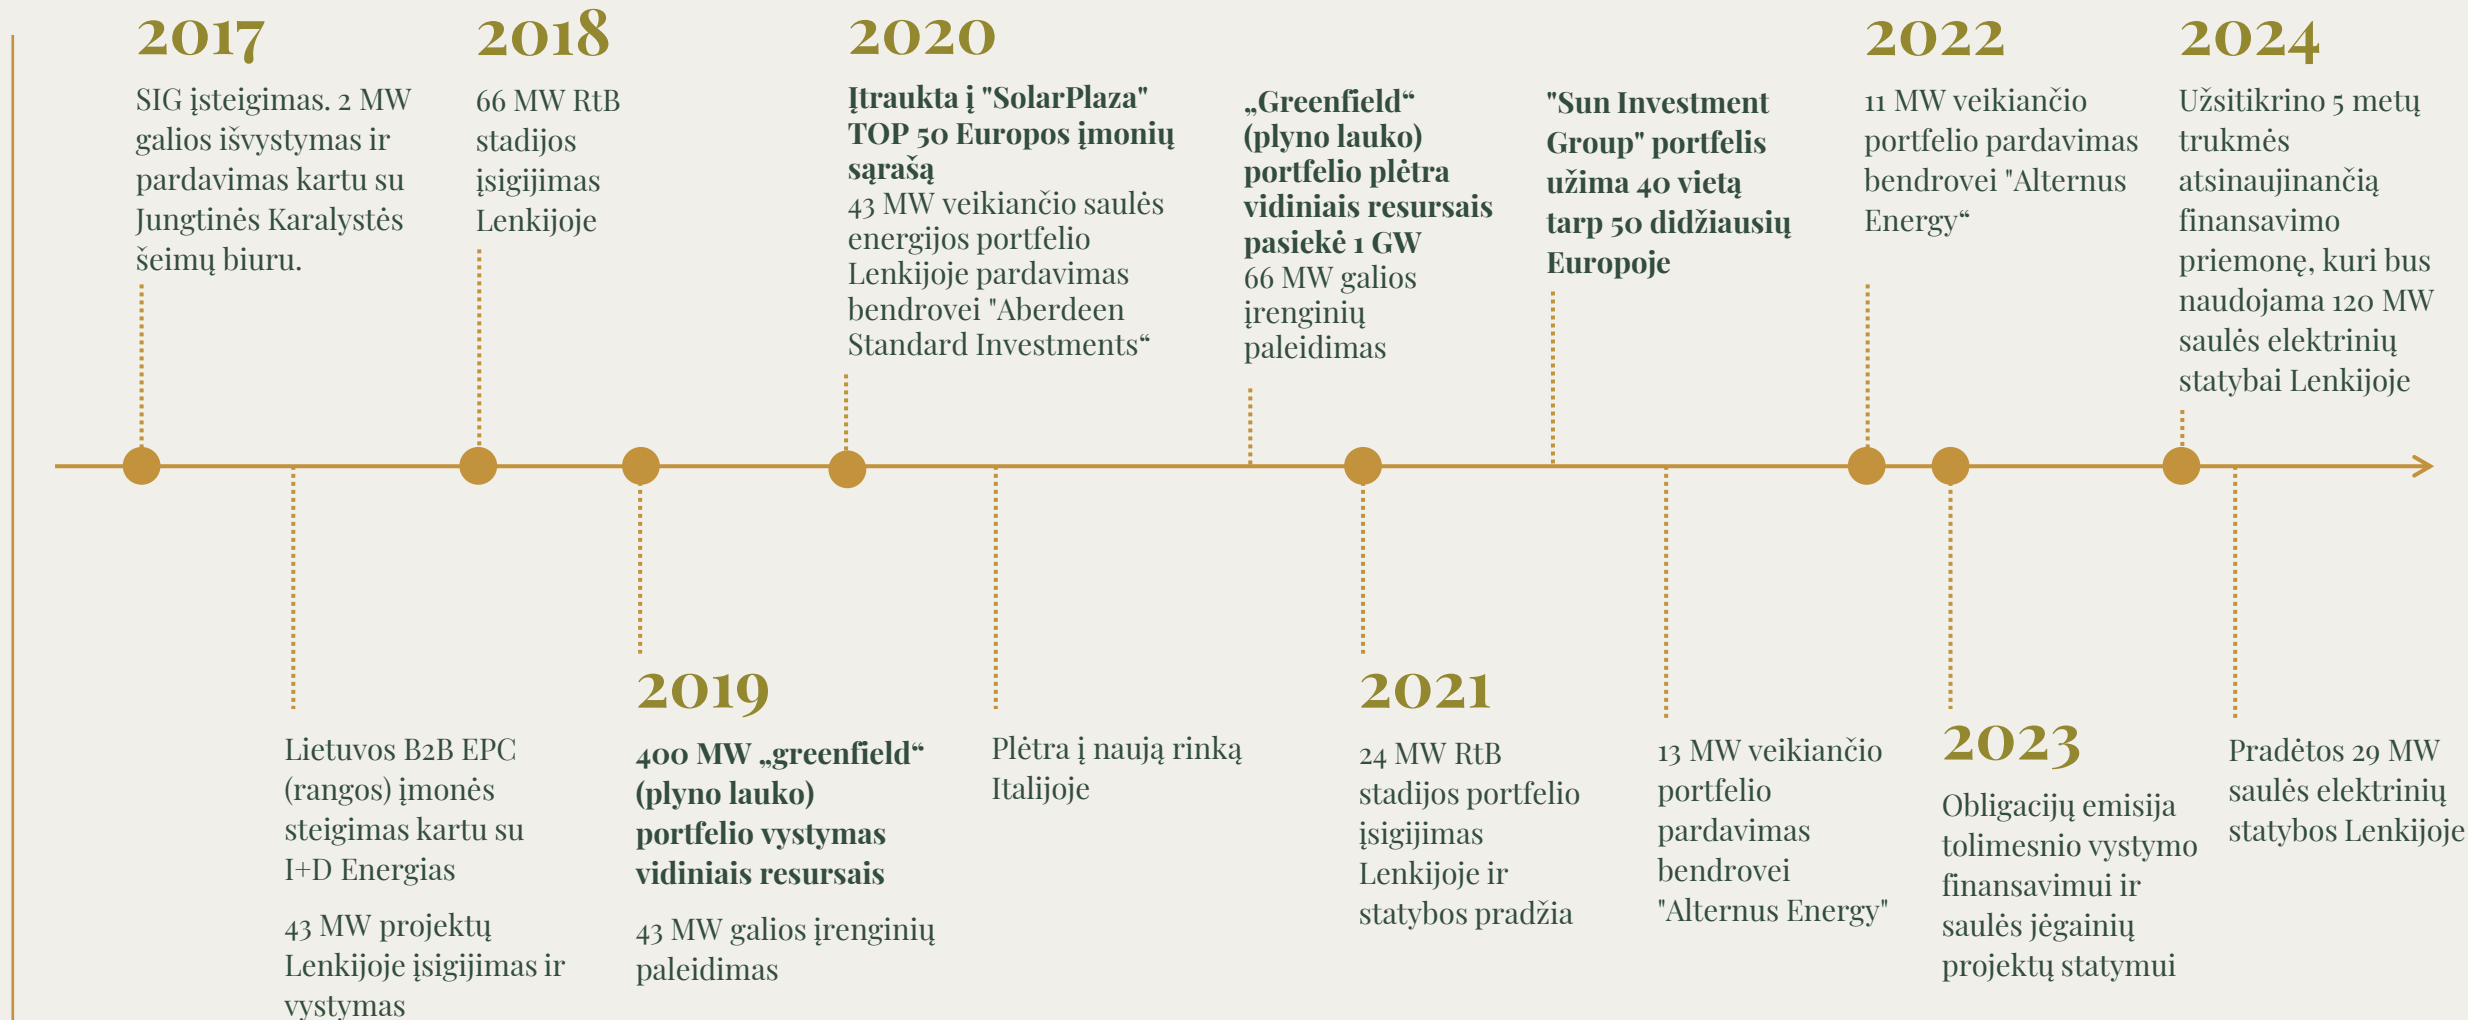 2017
SIG įsteigimas. 2 MW
galios išvystymas ir
pardavimas kartu su
Jungtinės Karalystės
šeimų biuru.
Lietuvos B2B EPC
(rangos) įmonės
steigimas kartu su
I+D Energias
43 MW projektų
Lenkijoje įsigijimas ir
vystymas
2018
66 MW RtB
stadijos
įsigijimas
Lenkijoje
2019
400 MW „greenfield“
(plyno lauko)
portfelio vystymas
vidiniais resursais
43 MW galios įrenginių
paleidimas
2020
Įtraukta į "SolarPlaza"
TOP 50 Europos įmonių
sąrašą
43 MW veikiančio saulės
energijos portfelio
Lenkijoje pardavimas
bendrovei "Aberdeen
Standard Investments“
Plėtra į naują rinką
Italijoje
„Greenfield“
(plyno lauko)
portfelio plėtra
vidiniais resursais
pasiekė 1 GW
66 MW galios
įrenginių
paleidimas
2021
24 MW RtB
stadijos portfelio
įsigijimas
Lenkijoje ir
statybos pradžia
"Sun Investment
Group" portfelis
užima 40 vietą
tarp 50 didžiausių
Europoje
13 MW veikiančio
portfelio
pardavimas
bendrovei
"Alternus Energy"
2022
11 MW veikiančio
portfelio pardavimas
bendrovei "Alternus
Energy“
2023
Obligacijų emisija
tolimesnio vystymo
finansavimui ir
saulės jėgainių
projektų statymui
2024
Užsitikrino 5 metų
trukmės
atsinaujinančią
finansavimo
priemonę, kuri bus
naudojama 120 MW
saulės elektrinių
statybai Lenkijoje
Pradėtos 29 MW
saulės elektrinių
statybos Lenkijoje